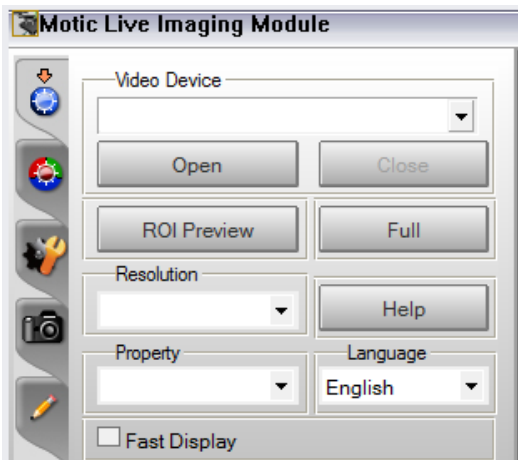 Motic Live Imaging Module
Video Device
Open Close
ROI Preview Full
Resolution
Help
Property Language
English
Fast Display